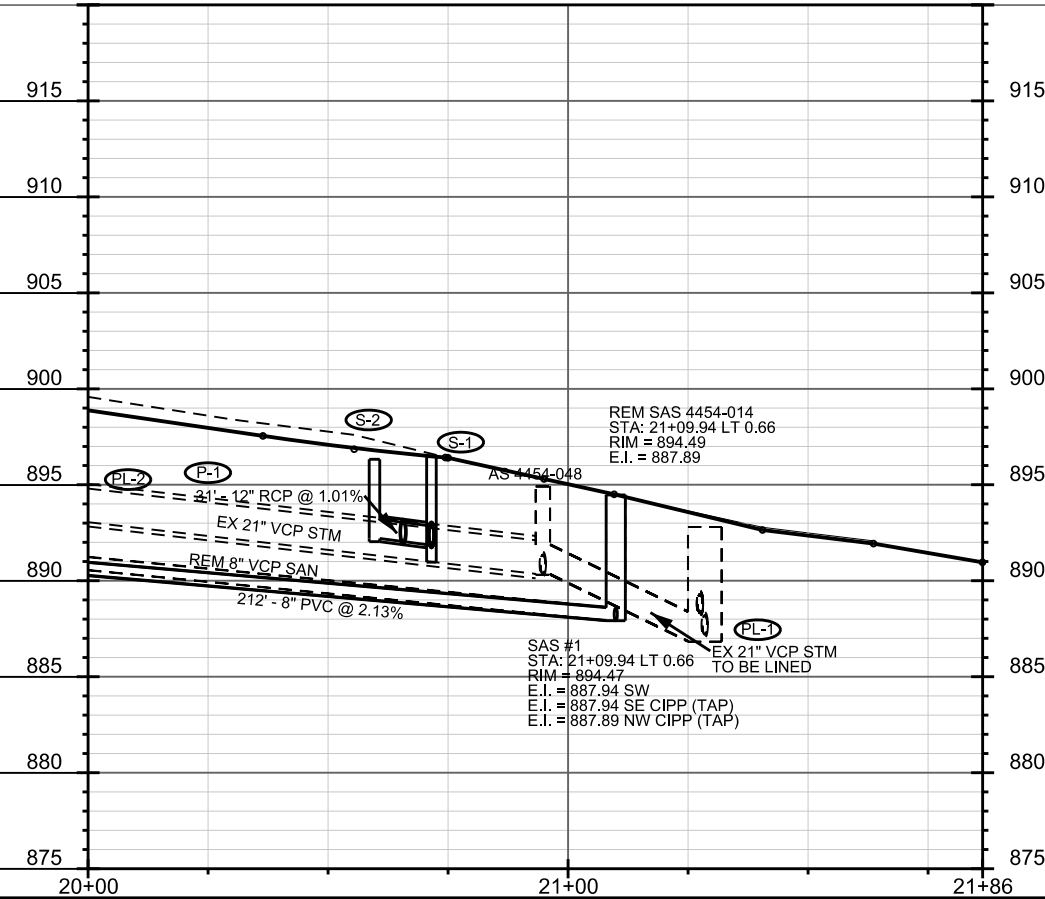 915 915
910 910
905 905
900 900
REM SAS 4454-014
STA: 21+09.94 LT 0.66
RIM = 894.49
E.I. = 887.89
S-2
S-1
895 895
AS 4454-048
PL-2
P-1
31' - 12" RCP @ 1.01%
EX 21" VCP STM
REM 8" VCP SAN
890 890
212' - 8" PVC @ 2.13%
PL-1
SAS #1
STA: 21+09.94 LT 0.66
RIM = 894.47
E.I. = 887.94 SW
E.I. = 887.94 SE CIPP (TAP)
E.I. = 887.89 NW CIPP (TAP)
EX 21" VCP STM
TO BE LINED
885 885
880 880
875 875
20+00 21+00 21+86